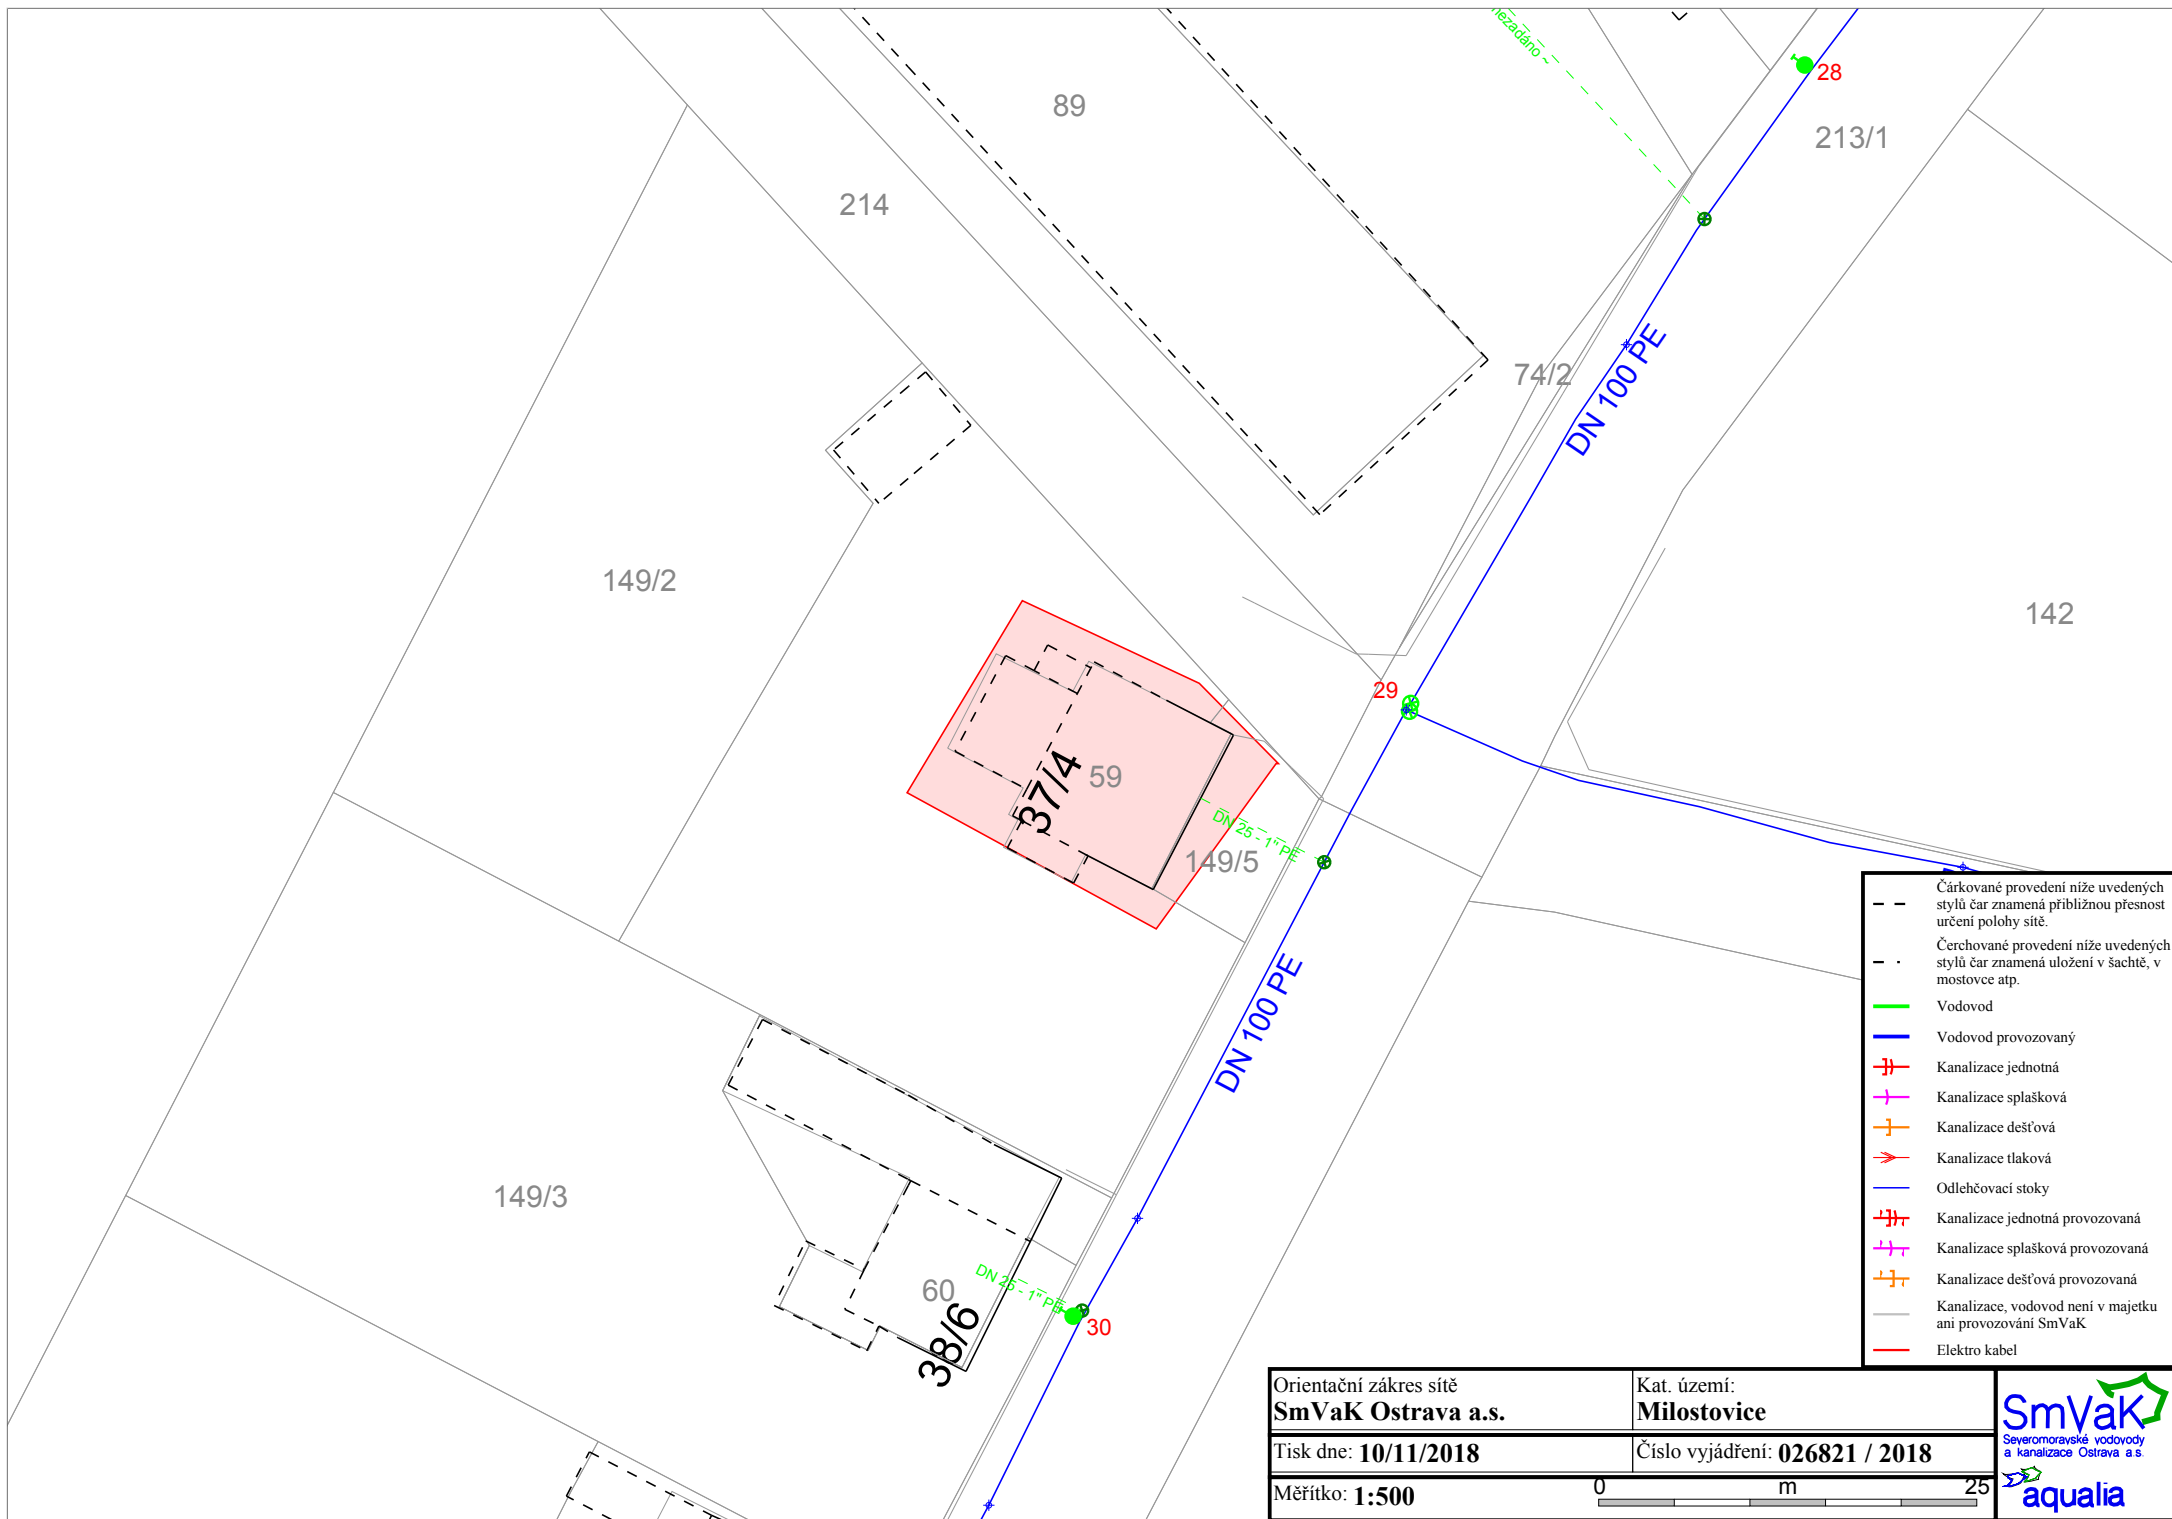 nezadáno ~
28
89
213/1
214
74/2
DN 100 PE
149/2
142
29
59
37/4
DN 25 - 1" PE
149/5
DN 100 PE
149/3
60
DN 25 - 1" PE
38/6
30
Čárkované provedení níže uvedených
stylů čar znamená přibližnou přesnost
určení polohy sítě.
Čerchované provedení níže uvedených
stylů čar znamená uložení v šachtě, v
mostovce atp.
Vodovod
Vodovod provozovaný
Kanalizace jednotná
Kanalizace splašková
Kanalizace dešťová
Kanalizace tlaková
Odlehčovací stoky
Kanalizace jednotná provozovaná
Kanalizace splašková provozovaná
Kanalizace dešťová provozovaná
Kanalizace, vodovod není v majetku
ani provozování SmVaK
Elektro kabel
Orientační zákres sítě
SmVaK Ostrava a.s.
Kat. území:
Milostovice
Tisk dne: 10/11/2018
Číslo vyjádření: 026821 / 2018
Měřítko: 1:500
0 m 25
SmVaK
Severomoravské vodovody
a kanalizace Ostrava a.s.
aqualia